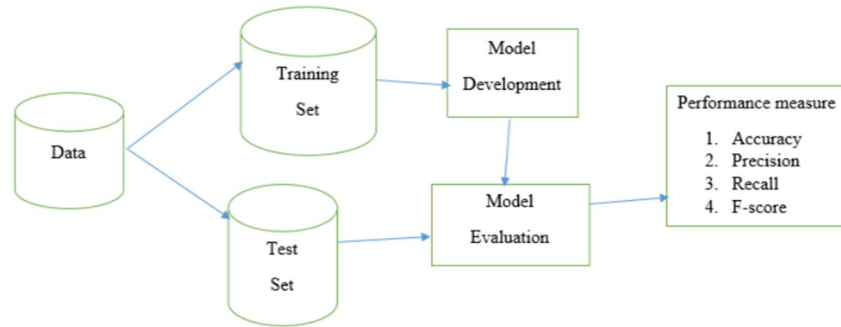 Data
Training
Set
Test
Set
Model
Development
Model
Evaluation
Performance measure
1. Accuracy
2. Precision
3. Recall
4. F-score